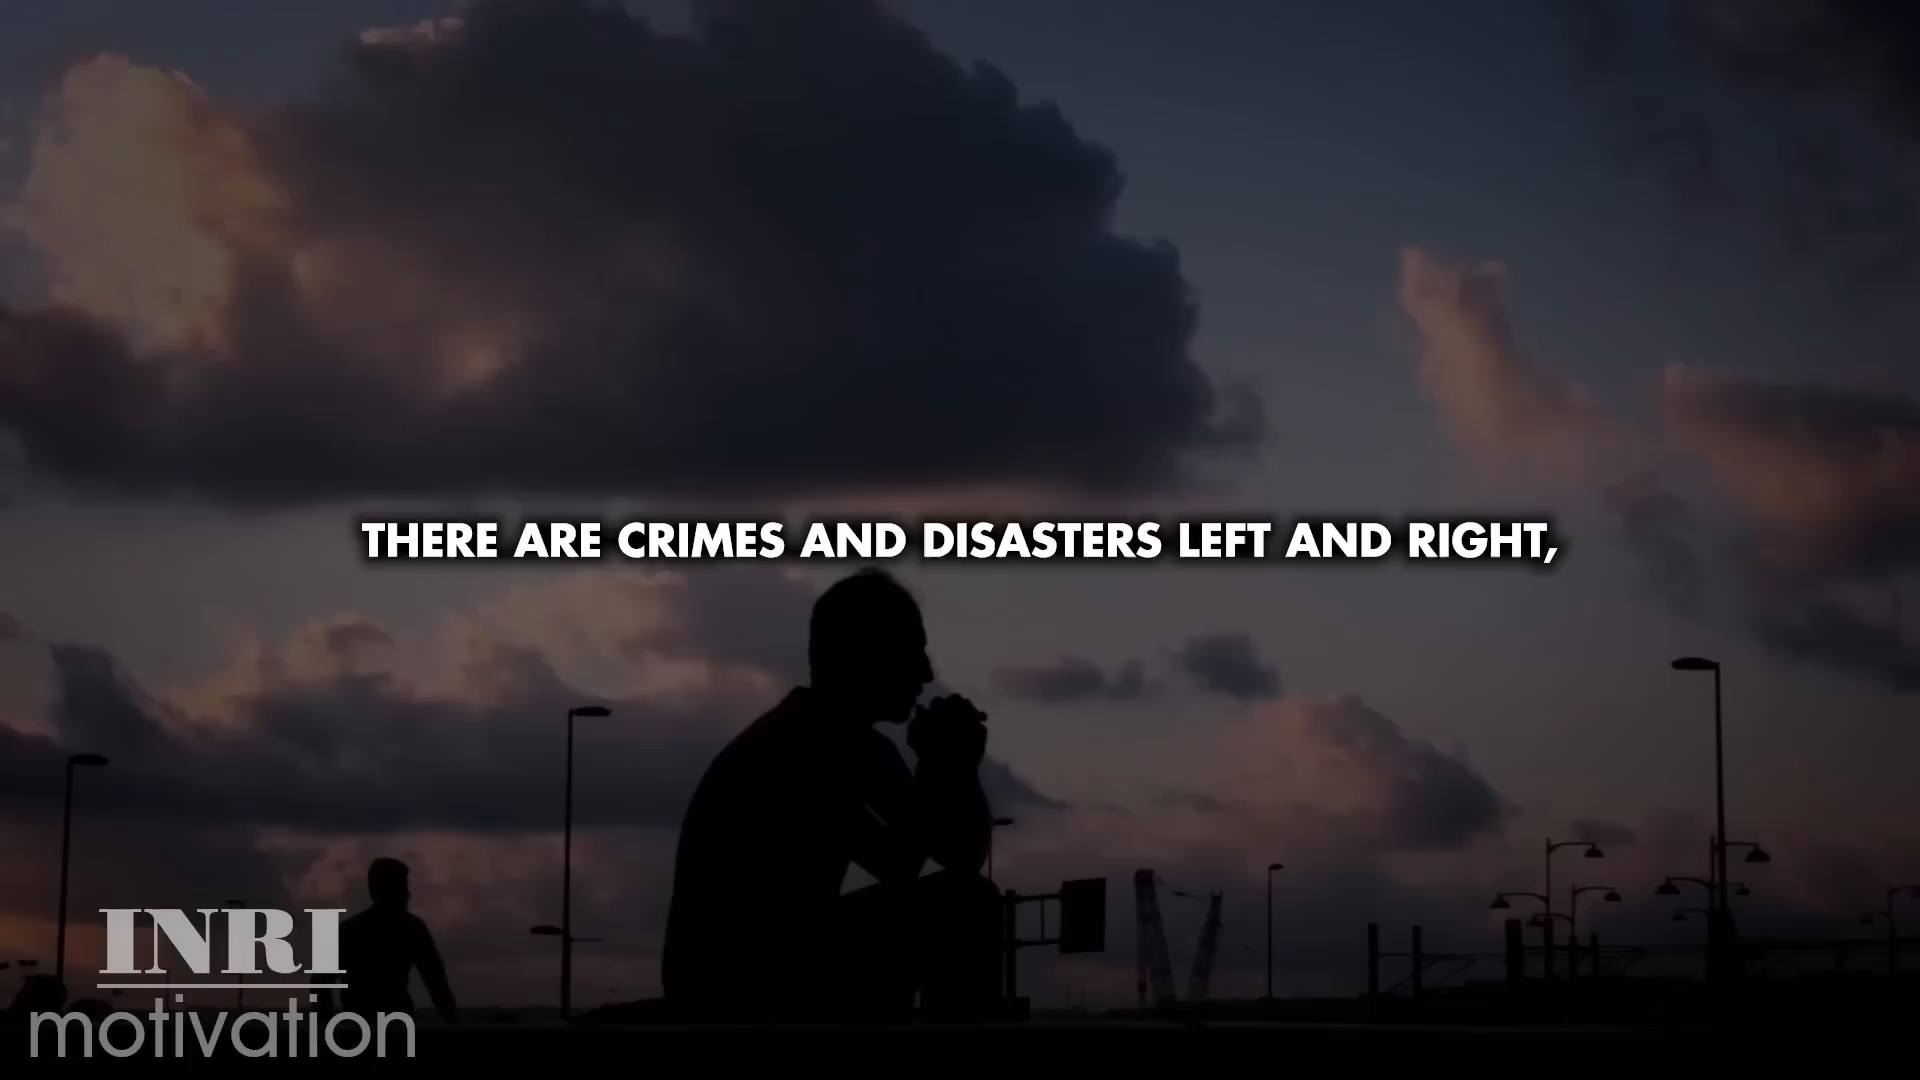 THERE ARE CRIMES AND DISASTERS LEFT AND RIGHT,
INRI
motivation